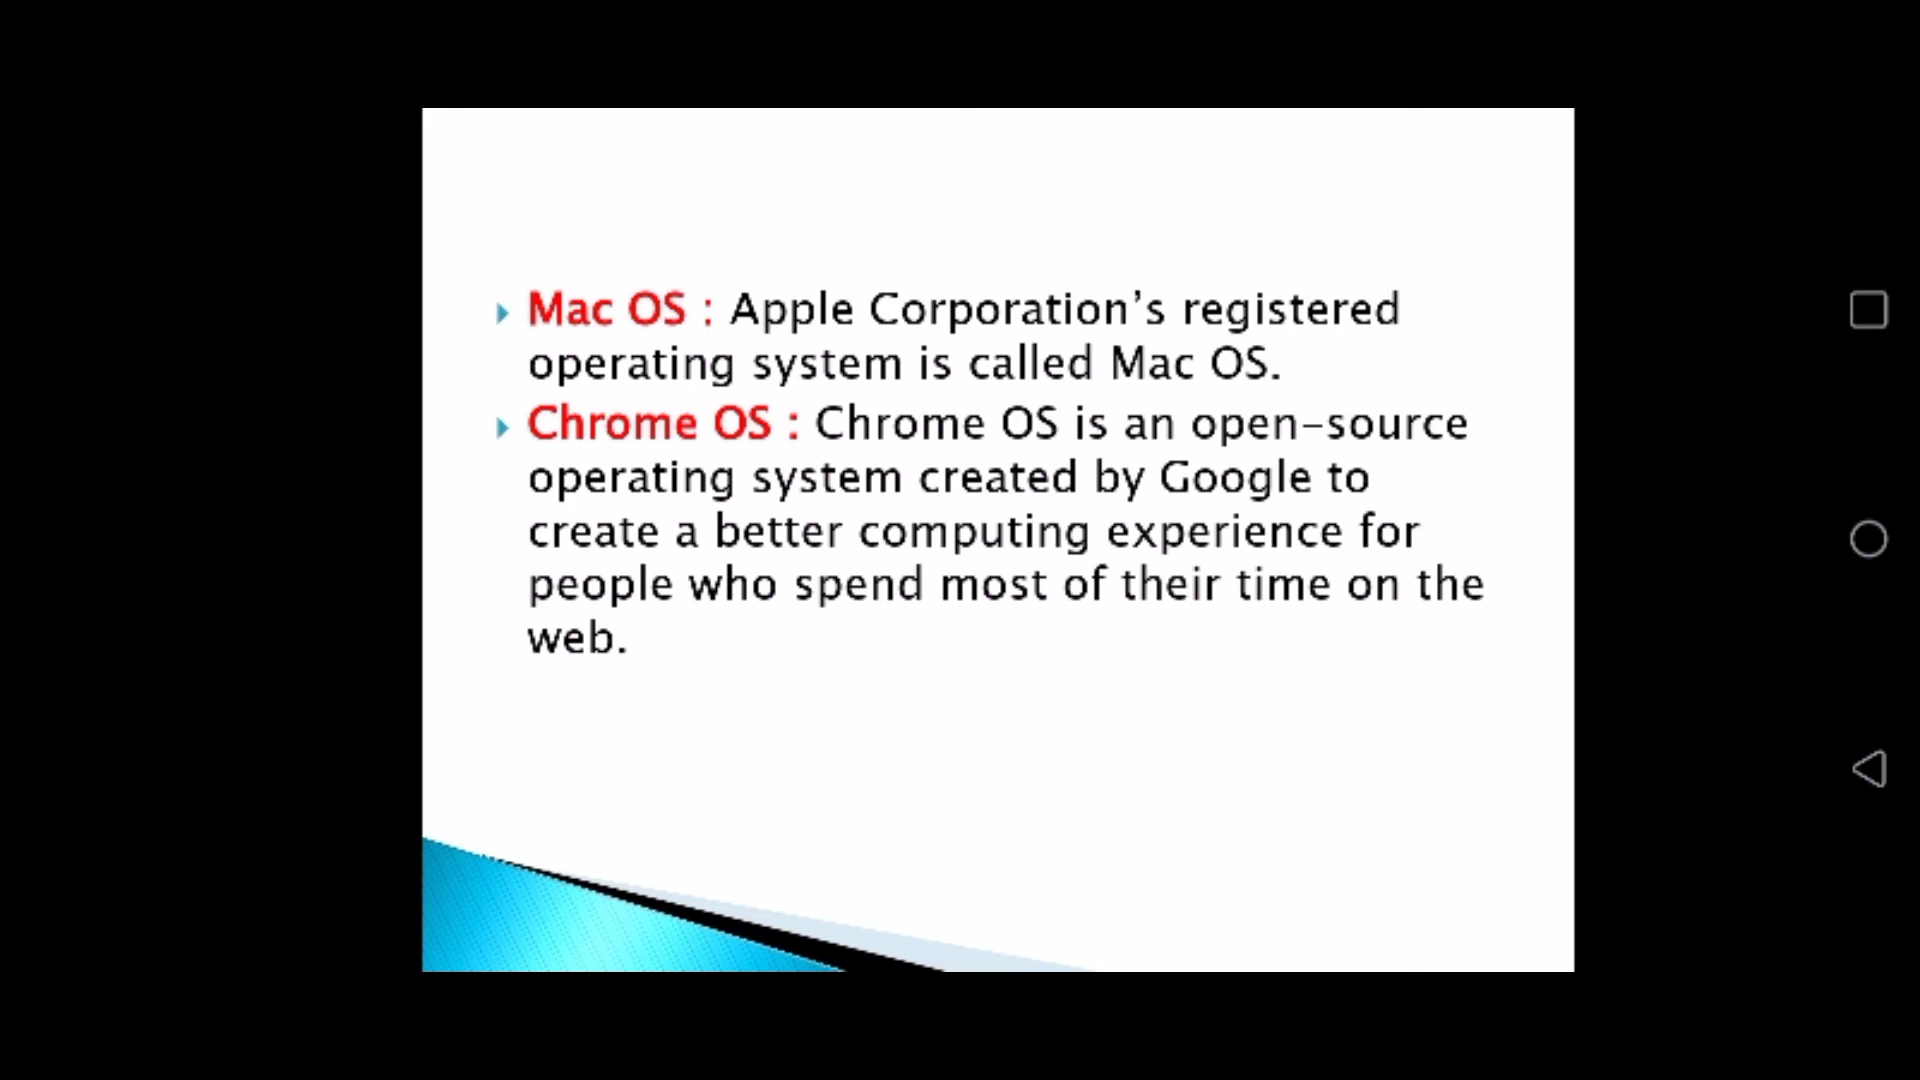 Mac OS : Apple Corporation’s registered
operating system is called Mac OS.
Chrome OS : Chrome OS is an open-source
operating system created by Google to
create a better computing experience for
people who spend most of their time on the
web.